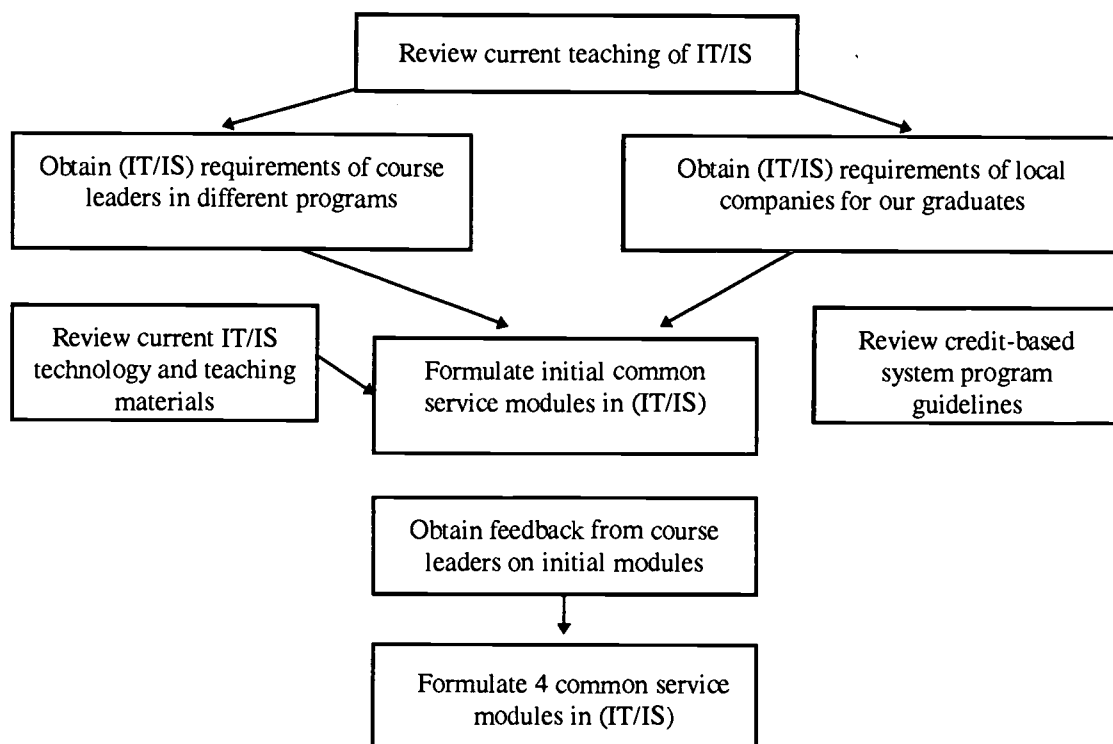 Review current teaching of IT/IS
Obtain (IT/IS) requirements of course
leaders in different programs
Obtain (IT/IS) requirements of local
companies for our graduates
Review current IT/IS
technology and teaching
materials
Formulate initial common
service modules in (IT/IS)
Review credit-based
system program
guidelines
Obtain feedback from course
leaders on initial modules
Formulate 4 common service
modules in (IT/IS)